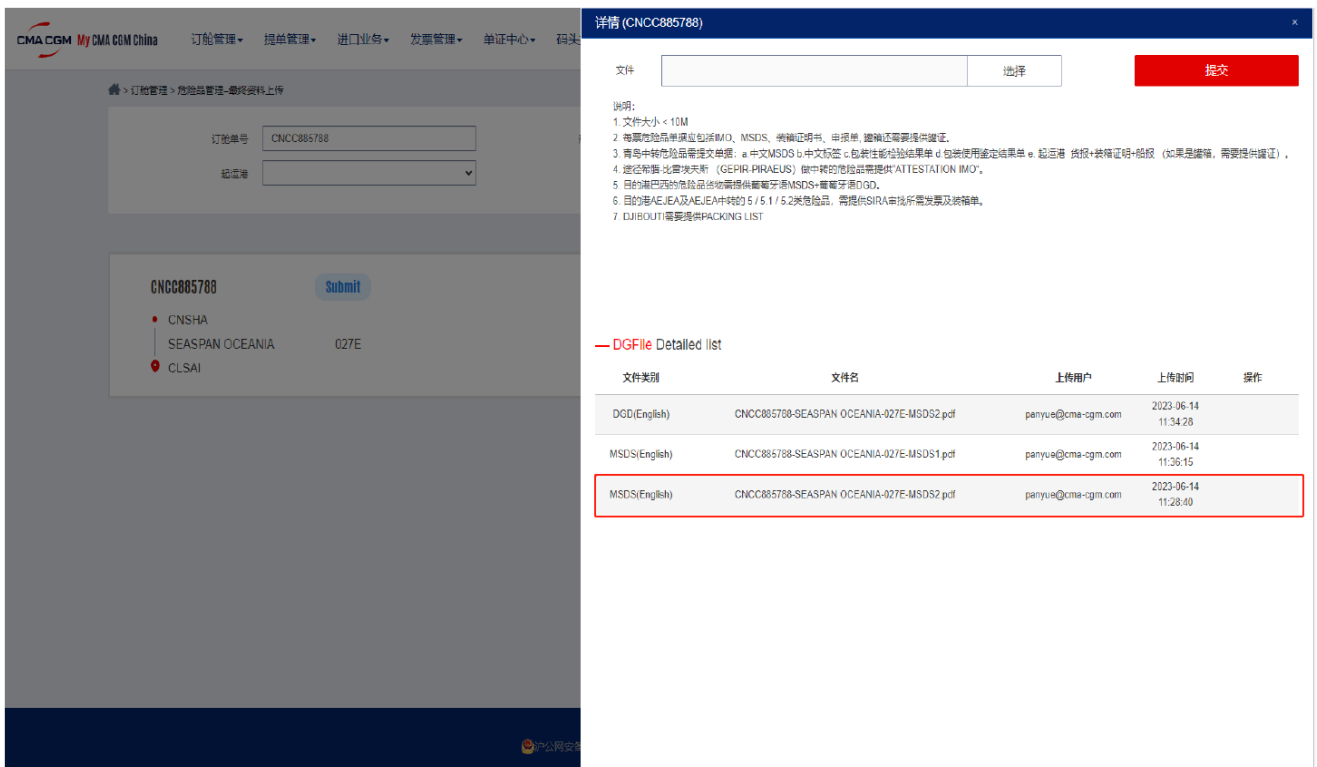 CMA CGM My CMA CGM China 订舱管理 提单管理 进口业务 发票管理 单证中心 码头
> 订舱管理 > 危险品管理-最终资料上传
订舱单号 CNCC885788
起运港
CNCC885788 Submit
CNSHA
SEASPAN OCEANIA 027E
CLSAI
沪公网安备
详情 (CNCC885788) ×
文件 选择 提交
说明:
1. 文件大小 < 10M
2. 每票危险品单据应包括IMO、MSDS、装箱证明书、申报单, 罐箱还需要提供罐证。
3. 青岛中转危险品需提交单据：a.中文MSDS b.中文标签 c.包装性能检验结果单 d.包装使用鉴定结果单 e. 起运港 货报+装箱证明+船报 （如果是罐箱，需要提供罐证）。
4. 途径希腊-比雷埃夫斯 （GEPIR-PIRAEUS）做中转的危险品需提供"ATTESTATION IMO"。
5. 目的港巴西的危险品货物需提供葡萄牙语MSDS+葡萄牙语DGD。
6. 目的港AEJEA及AEJEA中转的 5 / 5.1 / 5.2类危险品，需提供SIRA审批所需发票及装箱单。
7. DJIBOUTI需要提供PACKING LIST
DGFile Detailed list
文件类别 文件名 上传用户 上传时间 操作
DGD(English) CNCC885788-SEASPAN OCEANIA-027E-MSDS2.pdf panyue@cma-cgm.com 2023-06-14
11:34:28
MSDS(English) CNCC885788-SEASPAN OCEANIA-027E-MSDS1.pdf panyue@cma-cgm.com 2023-06-14
11:36:15
MSDS(English) CNCC885788-SEASPAN OCEANIA-027E-MSDS2.pdf panyue@cma-cgm.com 2023-06-14
11:28:40